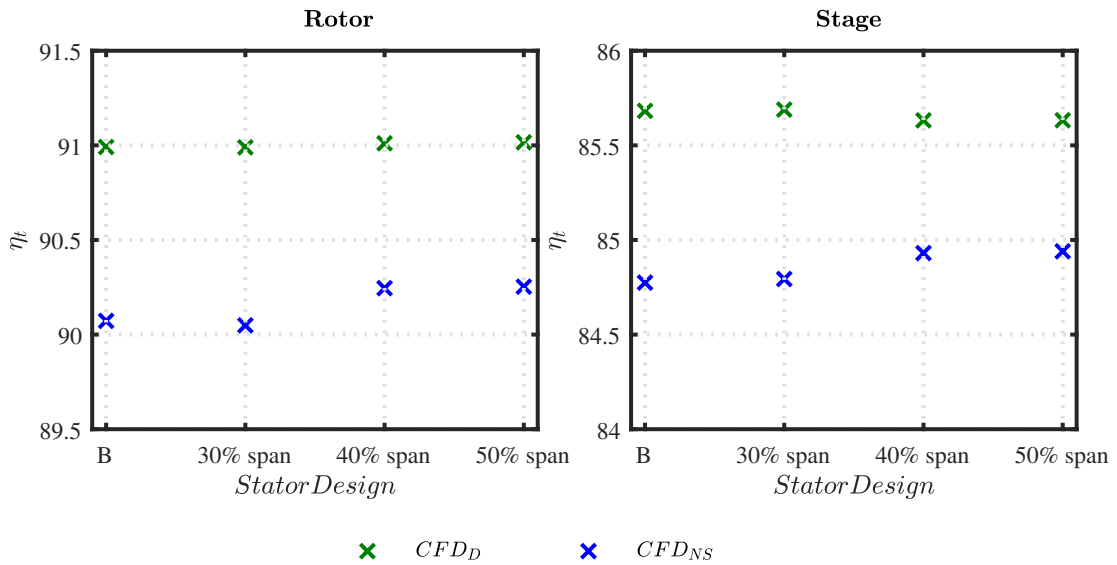 Rotor
91.5
91
90.5
90
89.5
η_t
B 30% span 40% span 50% span
StatorDesign
Stage
86
85.5
85
84.5
84
η_t
B 30% span 40% span 50% span
StatorDesign
CFD_D CFD_NS